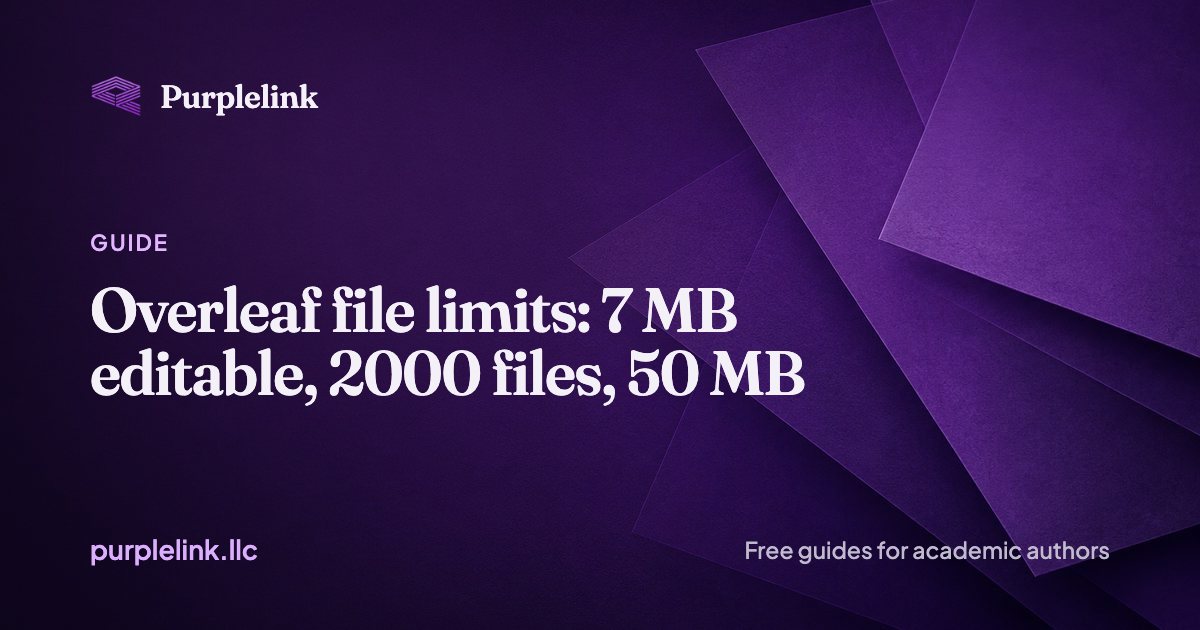 Purplelink
GUIDE
Overleaf file limits: 7 MB
editable, 2000 files, 50 MB
purplelink.llc
Free guides for academic authors